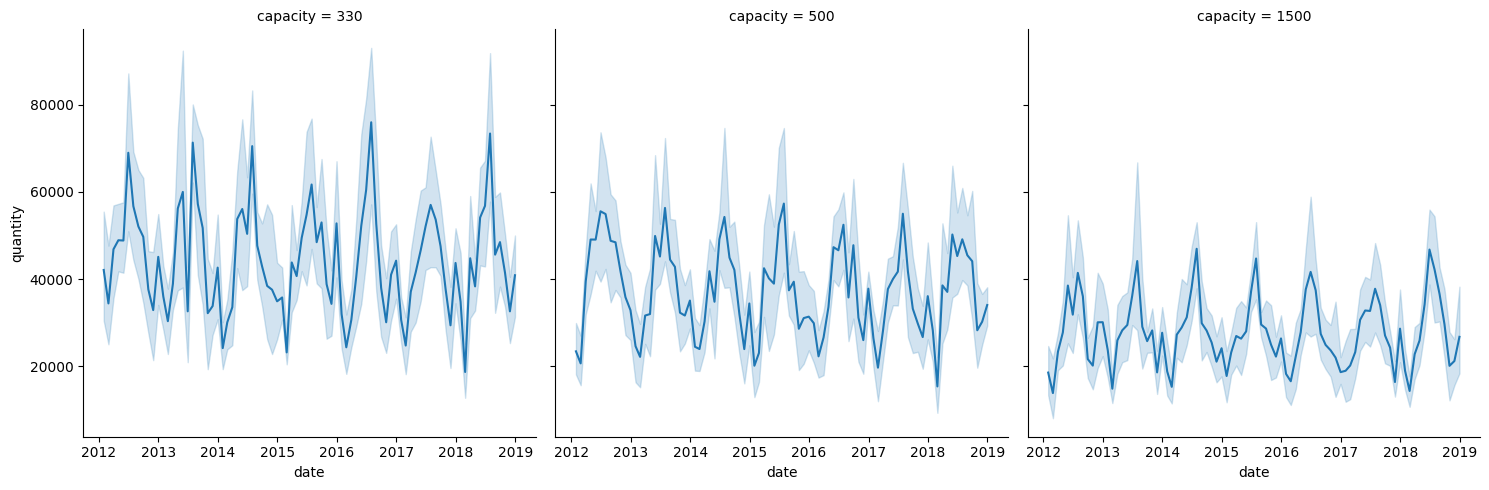 capacity = 330
capacity = 500
capacity = 1500
quantity
80000
60000
40000
20000
2012 2013 2014 2015 2016 2017 2018 2019
2012 2013 2014 2015 2016 2017 2018 2019
2012 2013 2014 2015 2016 2017 2018 2019
date
date
date